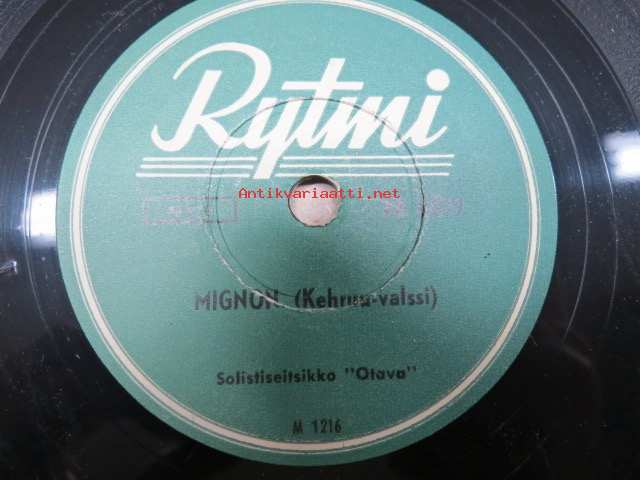 Rytmi
Antikvariaatti.net
MIGNON (Kehruu-valssi)
Solistiseitsikko "Otava"
M 1216